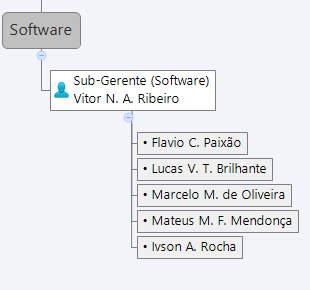 Software
Sub-Gerente (Software)
Vitor N. A. Ribeiro
• Flavio C. Paixão
• Lucas V. T. Brilhante
• Marcelo M. de Oliveira
• Mateus M. F. Mendonça
• Ivson A. Rocha